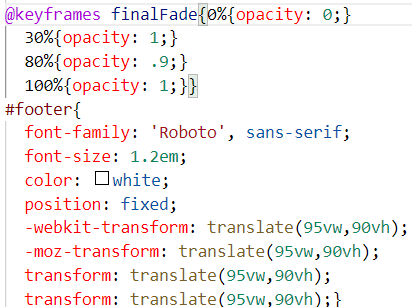 @keyframes finalFade{0%{opacity: 0;}
30%{opacity: 1;}
80%{opacity: .9;}
100%{opacity: 1;}}
#footer{
font-family: 'Roboto', sans-serif;
font-size: 1.2em;
color: white;
position: fixed;
-webkit-transform: translate(95vw,90vh);
-moz-transform: translate(95vw,90vh);
transform: translate(95vw,90vh);
transform: translate(95vw,90vh);}